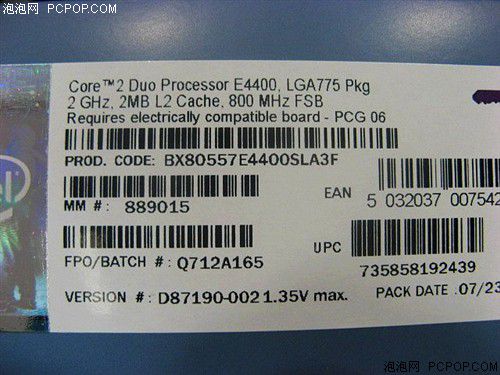 泡泡网 PCPOP.COM
Core™2 Duo Processor E4400, LGA775 Pkg
2 GHz, 2MB L2 Cache, 800 MHz FSB
Requires electrically compatible board - PCG 06
PROD. CODE: BX80557E4400SLA3F
EAN
5 032037 007542
MM #: 889015
UPC
735858192439
FPO/BATCH #: Q712A165
VERSION #: D87190-002 1.35V max.
PACK DATE .07/23
泡泡网 PCPOP.COM